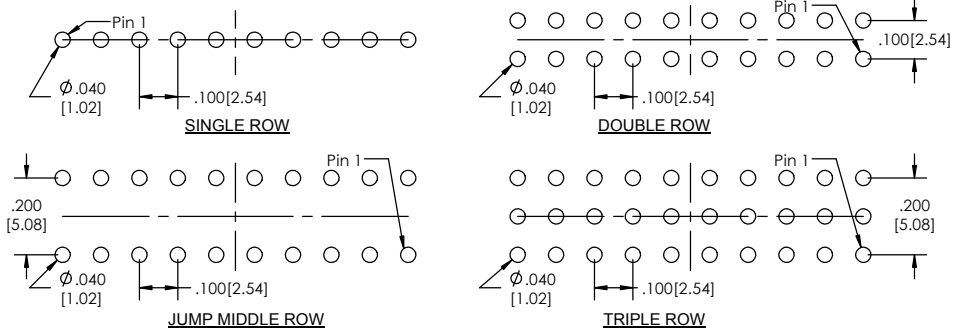 Pin 1
Ø.040
[1.02]
.100[2.54]
SINGLE ROW
Pin 1
.100[2.54]
Ø.040
[1.02]
.100[2.54]
DOUBLE ROW
Pin 1
.200
[5.08]
Ø.040
[1.02]
.100[2.54]
JUMP MIDDLE ROW
Pin 1
.200
[5.08]
Ø.040
[1.02]
.100[2.54]
TRIPLE ROW